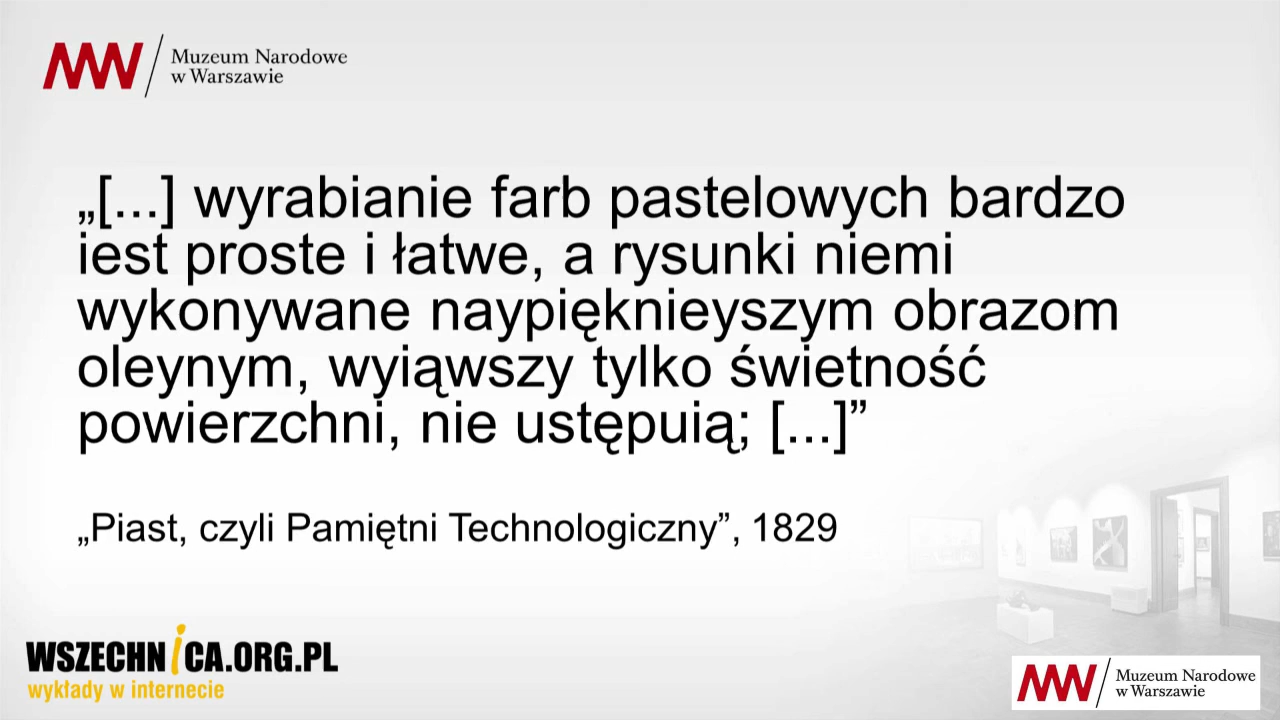 Muzeum Narodowe
w Warszawie
„[...] wyrabianie farb pastelowych bardzo
iest proste i łatwe, a rysunki niemi
wykonywane naypięknieyszym obrazom
oleynym, wyiąwszy tylko świetność
powierzchni, nie ustępuią; [...]”
„Piast, czyli Pamiętni Technologiczny”, 1829
WSZECHNiCA.ORG.PL
wykłady w internecie
Muzeum Narodowe
w Warszawie